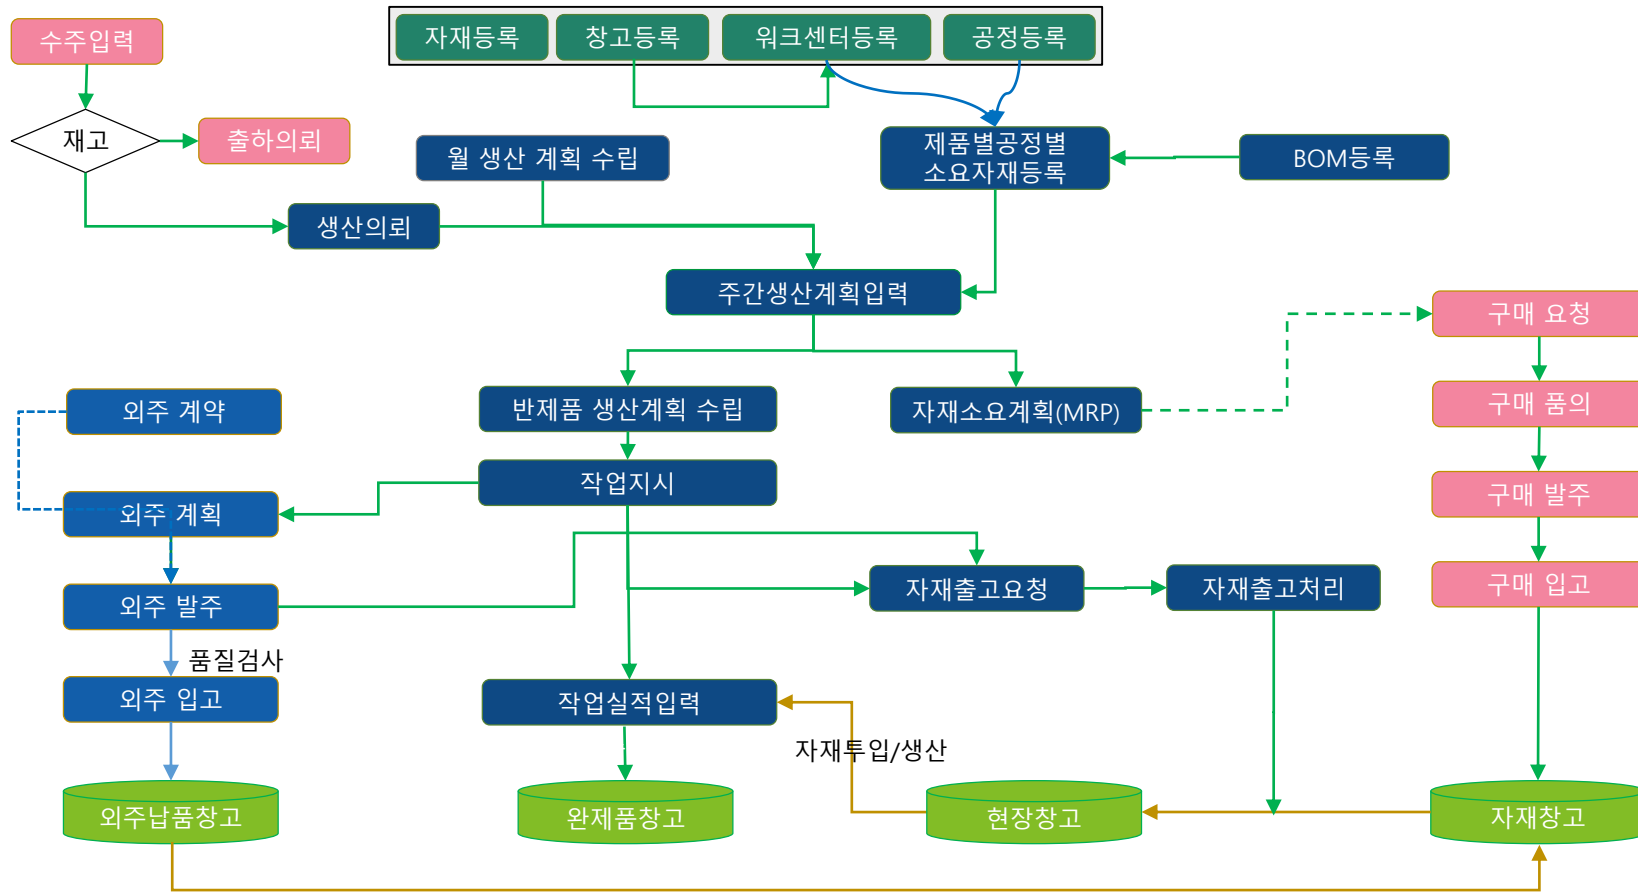 수주입력
자재등록
창고등록
워크센터등록
공정등록
재고
출하의뢰
월 생산 계획 수립
제품별공정별
소요자재등록
BOM등록
생산의뢰
주간생산계획입력
구매 요청
외주 계약
반제품 생산계획 수립
자재소요계획(MRP)
구매 품의
작업지시
구매 발주
외주 계획
자재출고요청
자재출고처리
구매 입고
외주 발주
품질검사
외주 입고
작업실적입력
자재투입/생산
외주납품창고
완제품창고
현장창고
자재창고